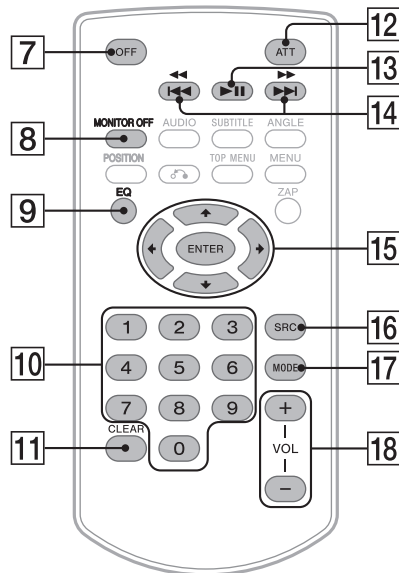 7
OFF
ATT
12
13
14
8
MONITOR OFF
AUDIO
SUBTITLE
ANGLE
POSITION
TOP MENU
MENU
9
EQ
ZAP
ENTER
15
10
1 2 3
SRC
16
4 5 6
MODE
17
7 8 9
11
CLEAR
0
+
VOL
−
18